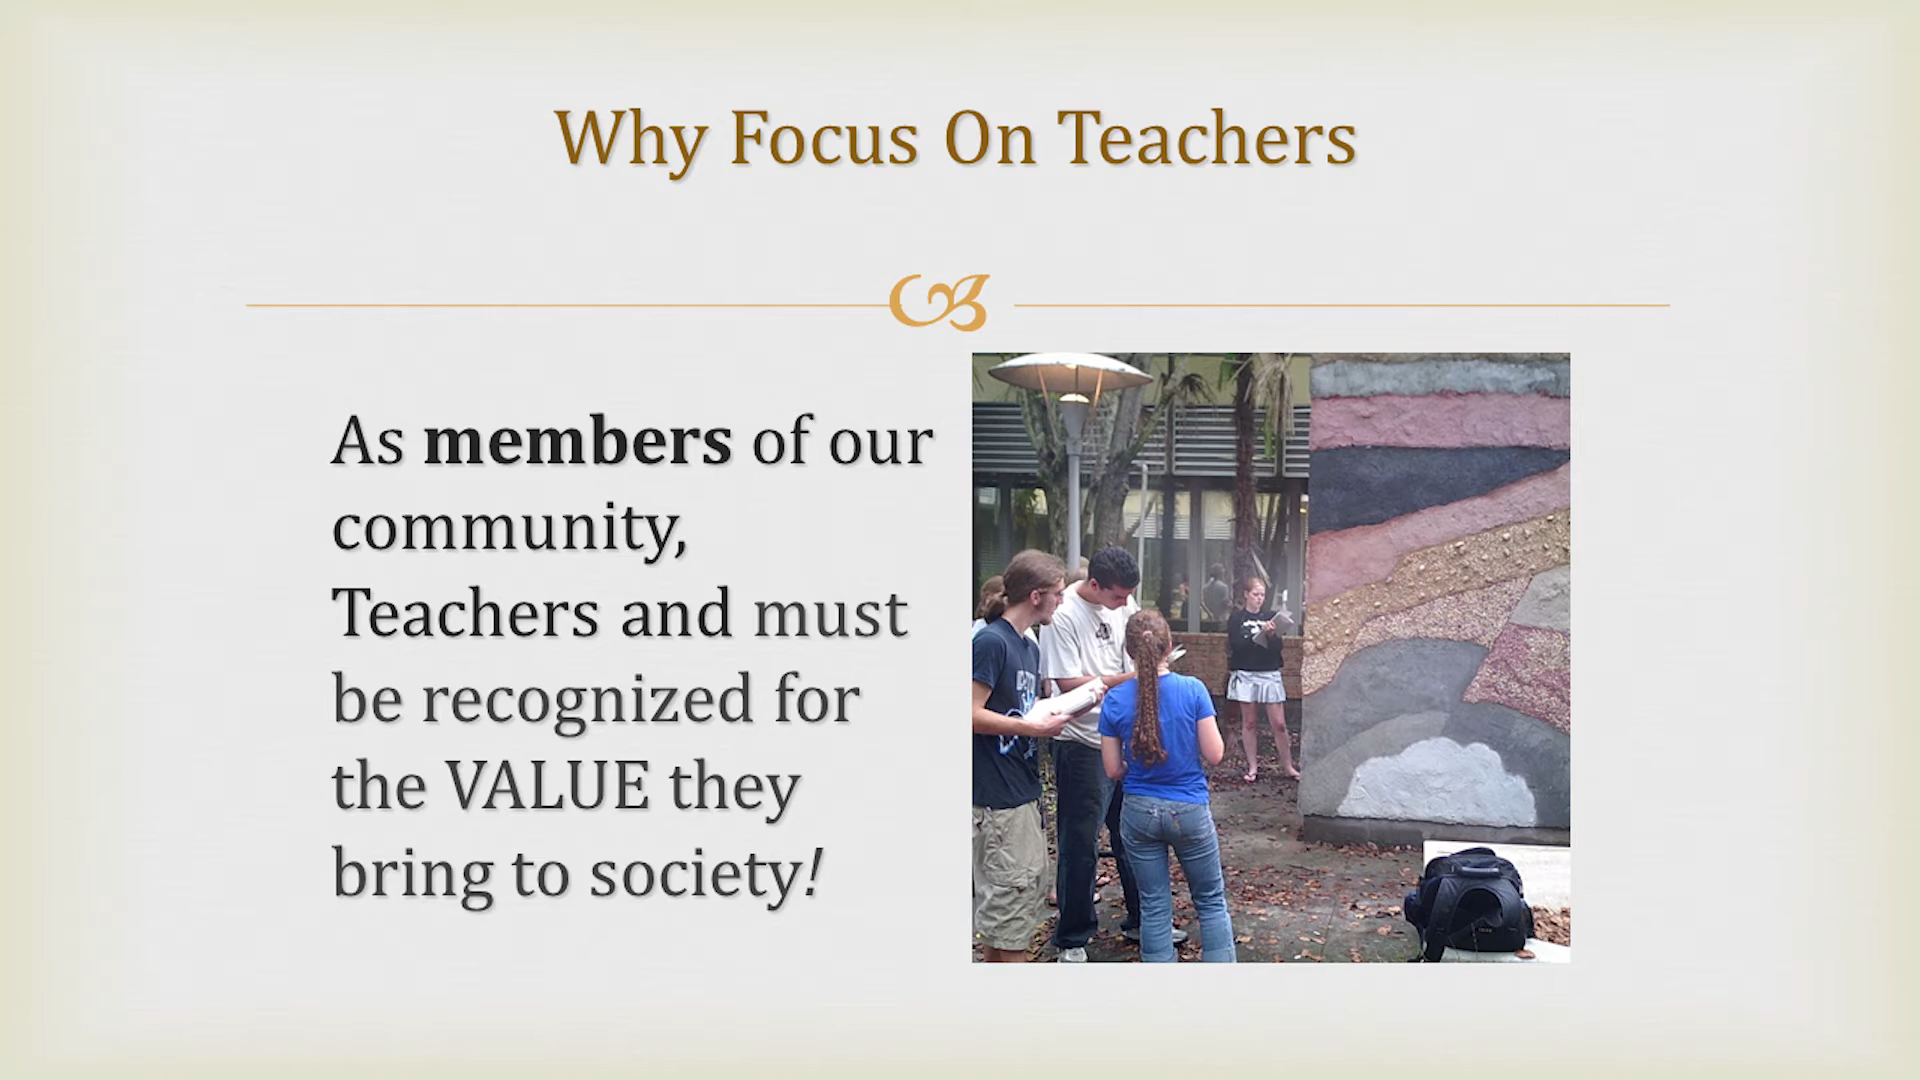 Why Focus On Teachers
As members of our
community,
Teachers and must
be recognized for
the VALUE they
bring to society!